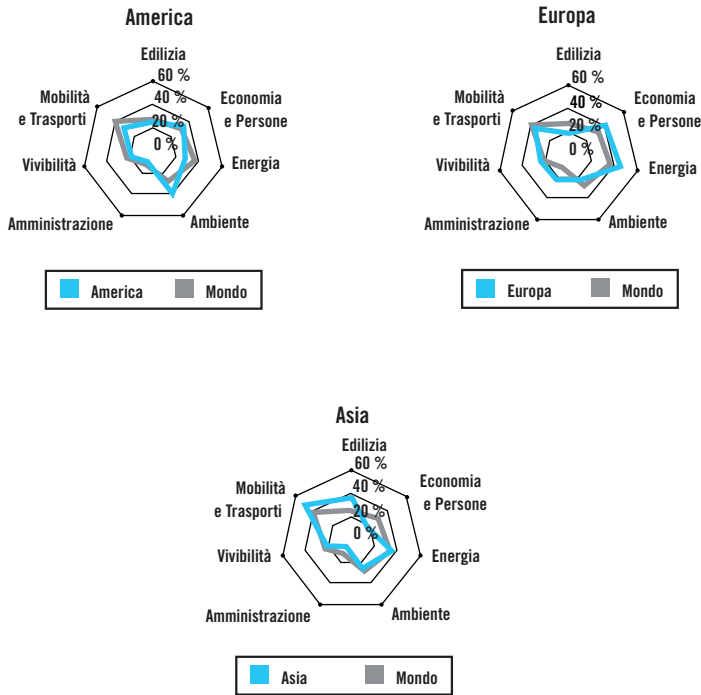 America
Edilizia
60 %
40 %
20 %
0 %
Economia
e Persone
Energia
Ambiente
Amministrazione
Vivibilità
Mobilità
e Trasporti
America
Mondo
Europa
Edilizia
60 %
40 %
20 %
0 %
Economia
e Persone
Energia
Ambiente
Amministrazione
Vivibilità
Mobilità
e Trasporti
Europa
Mondo
Asia
Edilizia
60 %
40 %
20 %
0 %
Economia
e Persone
Energia
Ambiente
Amministrazione
Vivibilità
Mobilità
e Trasporti
Asia
Mondo